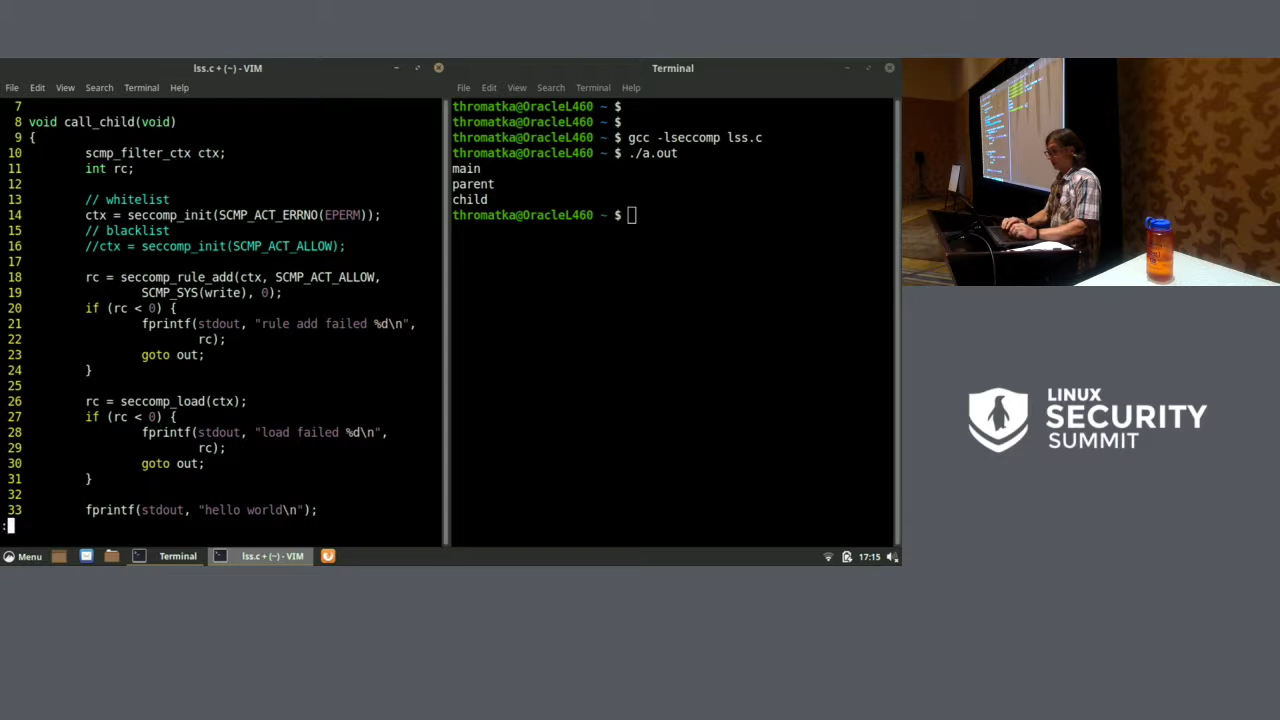 lss.c + (~) - VIM
File Edit View Search Terminal Help
7
8 void call_child(void)
9 {
10 scmp_filter_ctx ctx;
11 int rc;
12
13 // whitelist
14 ctx = seccomp_init(SCMP_ACT_ERRNO(EPERM));
15 // blacklist
16 //ctx = seccomp_init(SCMP_ACT_ALLOW);
17
18 rc = seccomp_rule_add(ctx, SCMP_ACT_ALLOW,
19 SCMP_SYS(write), 0);
20 if (rc < 0) {
21 fprintf(stdout, "rule add failed %d\n",
22 rc);
23 goto out;
24 }
25
26 rc = seccomp_load(ctx);
27 if (rc < 0) {
28 fprintf(stdout, "load failed %d\n",
29 rc);
30 goto out;
31 }
32
33 fprintf(stdout, "hello world\n");
:
Terminal
File Edit View Search Terminal Help
thromatka@OracleL460 ~ $
thromatka@OracleL460 ~ $
thromatka@OracleL460 ~ $ gcc -lseccomp lss.c
thromatka@OracleL460 ~ $ ./a.out
main
parent
child
thromatka@OracleL460 ~ $
Menu Terminal lss.c + (~) - VIM 17:15
LINUX
SECURITY
SUMMIT